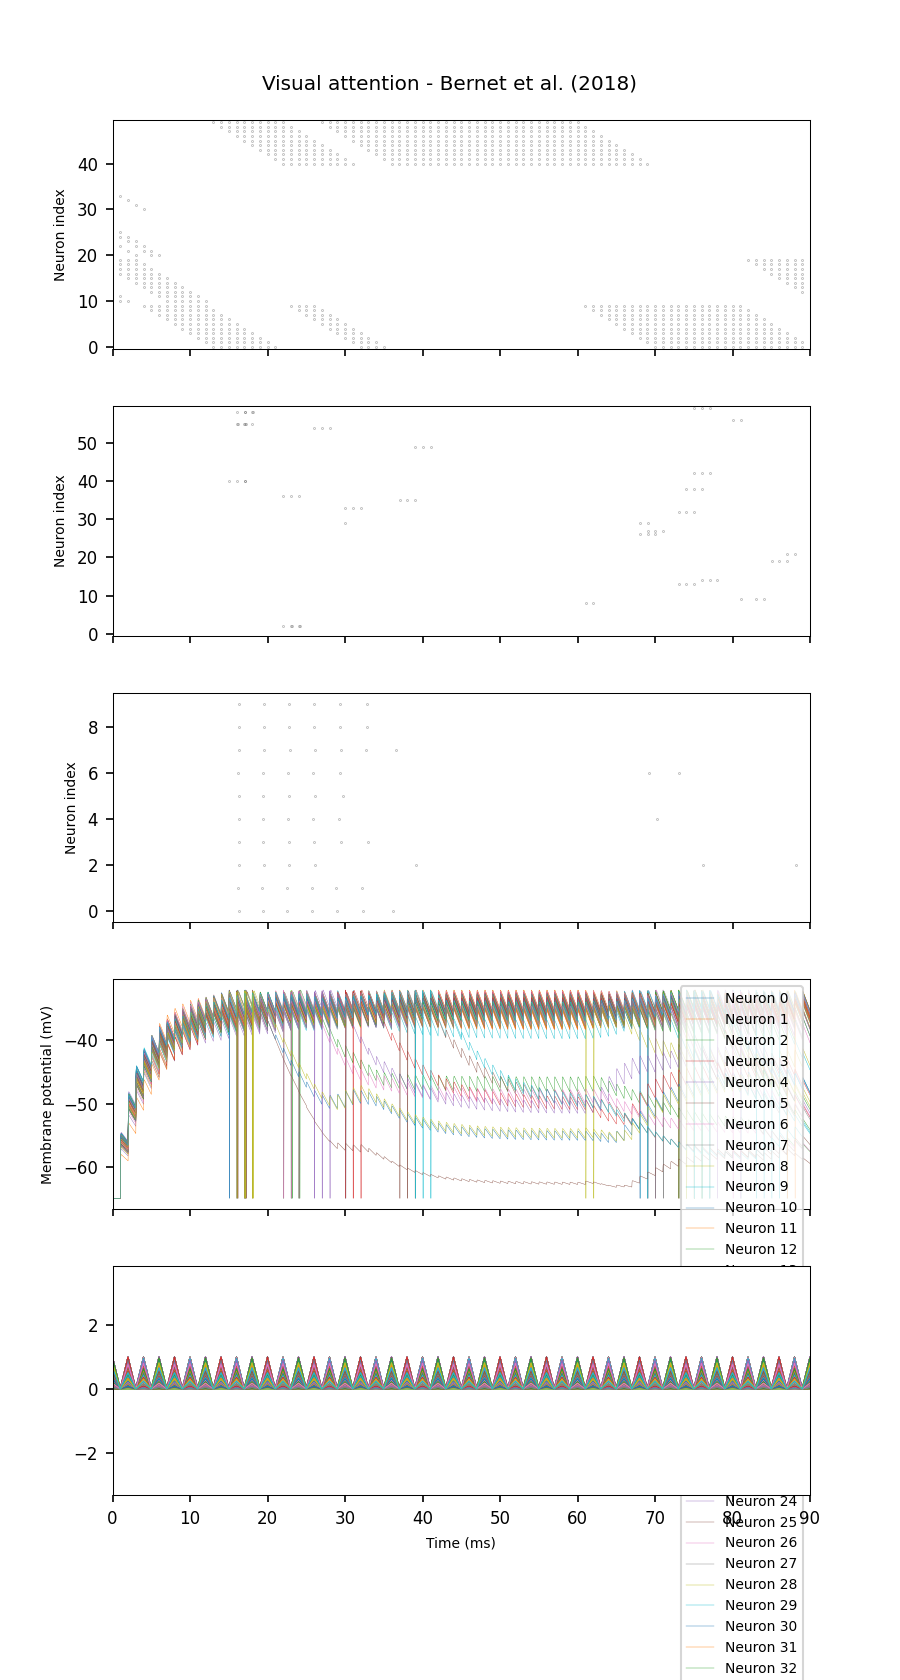 Visual attention - Bernet et al. (2018)
Neuron index
40
30
20
10
0
Neuron index
50
40
30
20
10
0
Neuron index
8
6
4
2
0
Membrane potential (mV)
−40
−50
−60
Neuron 0
Neuron 1
Neuron 2
Neuron 3
Neuron 4
Neuron 5
Neuron 6
Neuron 7
Neuron 8
Neuron 9
Neuron 10
Neuron 11
Neuron 12
2
0
−2
Neuron 24
0 10 20 30 40 50 60 70 80 90
Neuron 25
Time (ms)
Neuron 26
Neuron 27
Neuron 28
Neuron 29
Neuron 30
Neuron 31
Neuron 32